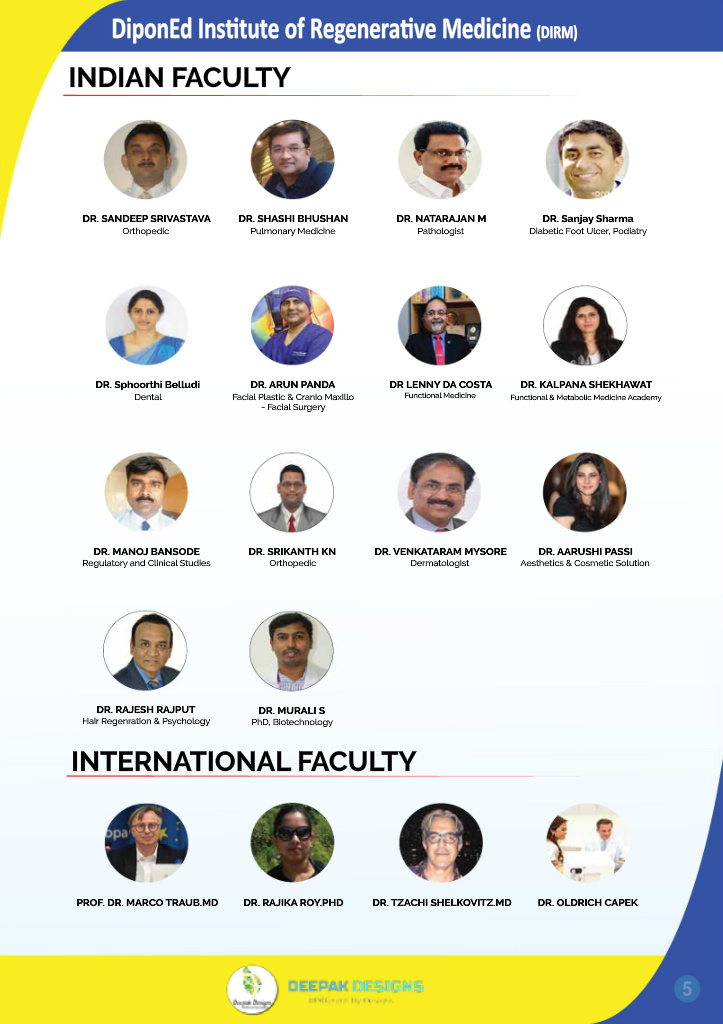 DiponEd Institute of Regenerative Medicine (DIRM)
INDIAN FACULTY
DR. SANDEEP SRIVASTAVA
Orthopedic
DR. SHASHI BHUSHAN
Pulmonary Medicine
DR. NATARAJAN M
Pathologist
DR. Sanjay Sharma
Diabetic Foot Ulcer, Podiatry
DR. Sphoorthi Belludi
Dental
DR. ARUN PANDA
Facial Plastic & Cranio Maxillo
- Facial Surgery
DR LENNY DA COSTA
Functional Medicine
DR. KALPANA SHEKHAWAT
Functional & Metabolic Medicine Academy
DR. MANOJ BANSODE
Regulatory and Clinical Studies
DR. SRIKANTH KN
Orthopedic
DR. VENKATARAM MYSORE
Dermatologist
DR. AARUSHI PASSI
Aesthetics & Cosmetic Solution
DR. RAJESH RAJPUT
Hair Regenration & Psychology
DR. MURALI S
PhD, Biotechnology
INTERNATIONAL FACULTY
PROF. DR. MARCO TRAUB.MD
DR. RAJIKA ROY.PHD
DR. TZACHI SHELKOVITZ.MD
DR. OLDRICH CAPEK
Deepak Designs
DEEPAK DESIGNS
By Designs
5